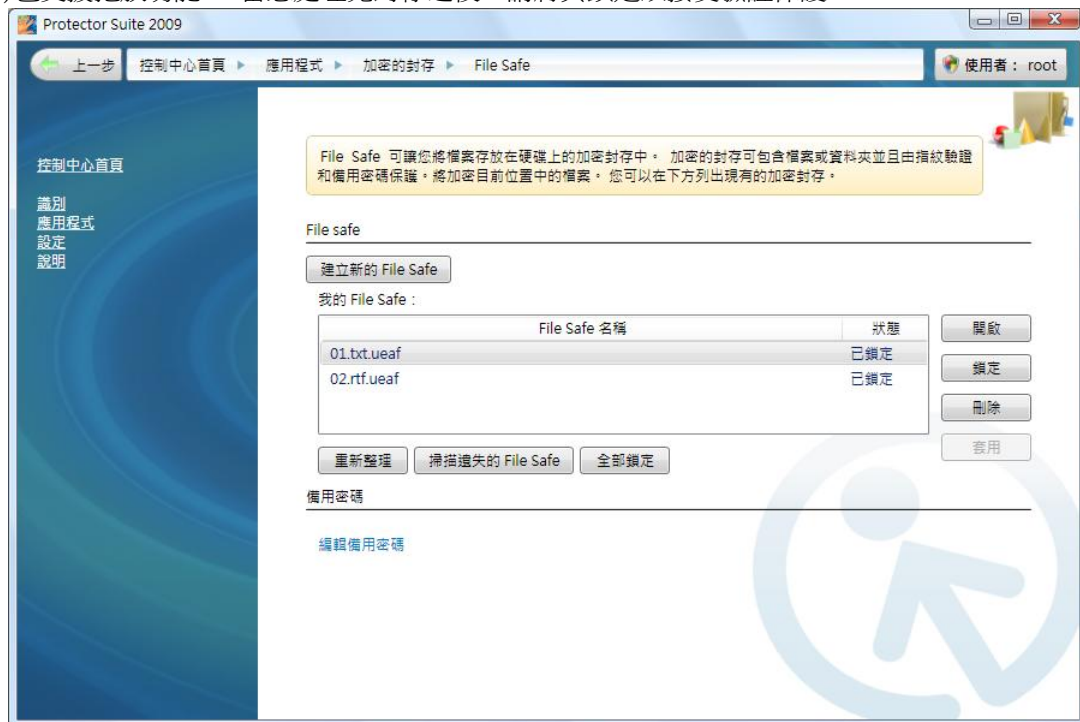 Protector Suite 2009
上一步 控制中心首頁 ▶ 應用程式 ▶ 加密的封存 ▶ File Safe 使用者： root
控制中心首頁
識別
應用程式
設定
說明
File Safe 可讓您將檔案存放在硬碟上的加密封存中。 加密的封存可包含檔案或資料夾並且由指紋驗證
和備用密碼保護。將加密目前位置中的檔案。 您可以在下方列出現有的加密封存。
File safe
建立新的 File Safe
我的 File Safe：
File Safe 名稱 狀態
01.txt.ueaf 已鎖定
02.rtf.ueaf 已鎖定
開啟
鎖定
刪除
套用
重新整理 掃描遺失的 File Safe 全部鎖定
備用密碼
編輯備用密碼